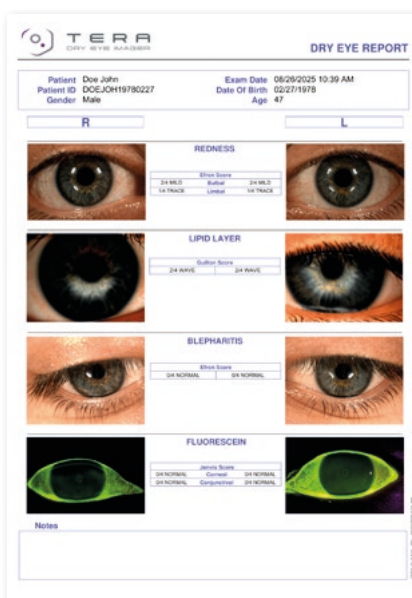 TERA
DRY EYE IMAGER
DRY EYE REPORT
Patient Doe John Exam Date 08/26/2025 10:39 AM
Patient ID DOEJOH19780227 Date Of Birth 02/27/1978
Gender Male Age 47
R L
REDNESS
Efron Score
2/4 MILD Bulbar 2/4 MILD
1/4 TRACE Limbal 1/4 TRACE
LIPID LAYER
Guillon Score
2/4 WAVE 2/4 WAVE
BLEPHARITIS
Efron Score
0/4 NORMAL 0/4 NORMAL
FLUORESCEIN
Jarvis Score
0/4 NORMAL Corneal 0/4 NORMAL
0/4 NORMAL Conjunctival 0/4 NORMAL
Notes